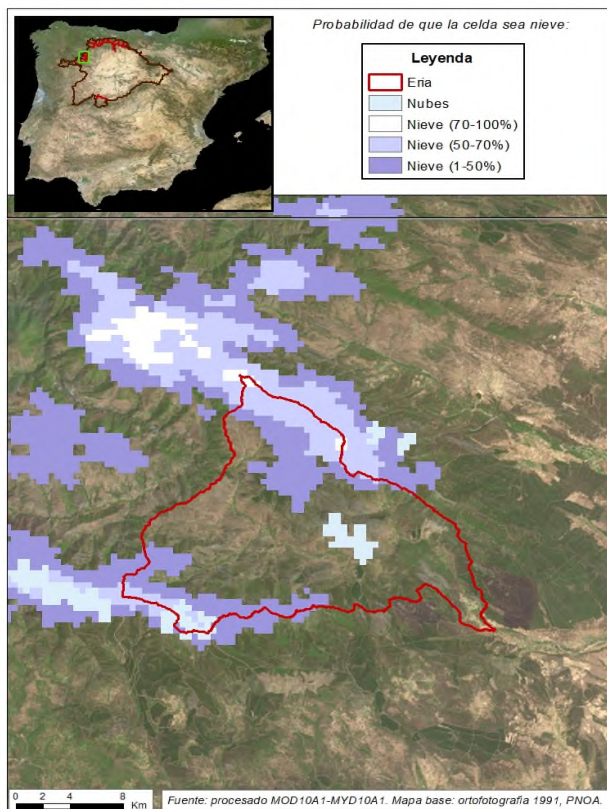 Probabilidad de que la celda sea nieve:
Leyenda
Eria
Nubes
Nieve (70-100%)
Nieve (50-70%)
Nieve (1-50%)
0 2 4 8
Km
Fuente: procesado MOD10A1-MYD10A1. Mapa base: ortofotografía 1991, PNOA